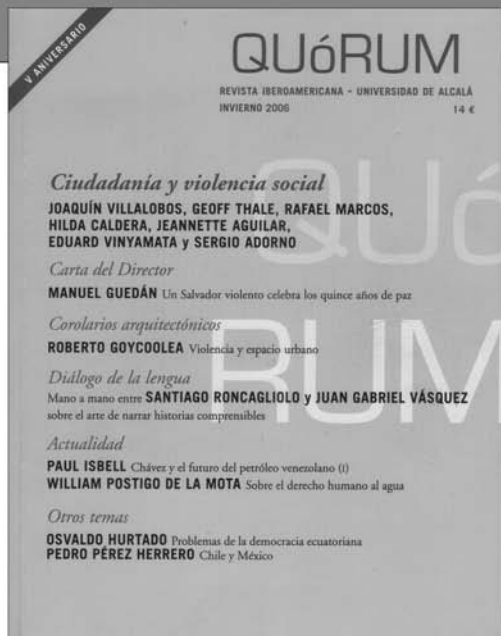 V ANIVERSARIO
QUóRUM
REVISTA IBEROAMERICANA - UNIVERSIDAD DE ALCALÁ
INVIERNO 2006 14 €
QUó
RUM
Ciudadanía y violencia social
JOAQUÍN VILLALOBOS, GEOFF THALE, RAFAEL MARCOS,
HILDA CALDERA, JEANNETTE AGUILAR,
EDUARD VINYAMATA y SERGIO ADORNO
Carta del Director
MANUEL GUEDÁN Un Salvador violento celebra los quince años de paz
Corolarios arquitectónicos
ROBERTO GOYCOOLEA Violencia y espacio urbano
Diálogo de la lengua
Mano a mano entre SANTIAGO RONCAGLIOLO y JUAN GABRIEL VÁSQUEZ
sobre el arte de narrar historias comprensibles
Actualidad
PAUL ISBELL Chávez y el futuro del petróleo venezolano (I)
WILLIAM POSTIGO DE LA MOTA Sobre el derecho humano al agua
Otros temas
OSVALDO HURTADO Problemas de la democracia ecuatoriana
PEDRO PÉREZ HERRERO Chile y México